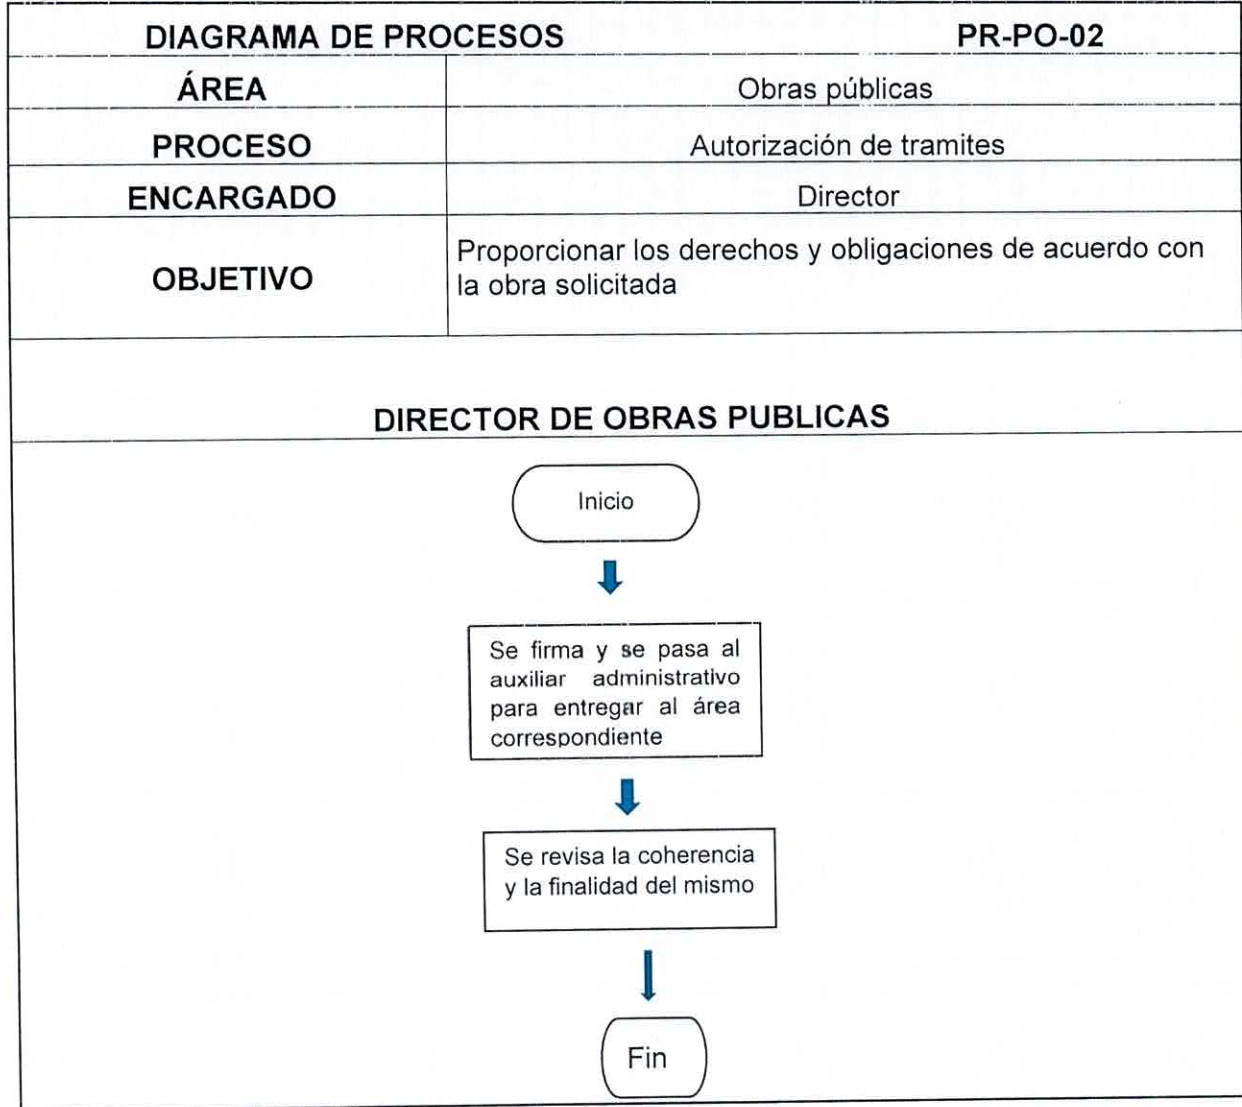 DIAGRAMA DE PROCESOS PR-PO-02
ÁREA Obras públicas
PROCESO Autorización de tramites
ENCARGADO Director
OBJETIVO Proporcionar los derechos y obligaciones de acuerdo con
la obra solicitada
DIRECTOR DE OBRAS PUBLICAS
Inicio
Se firma y se pasa al
auxiliar administrativo
para entregar al área
correspondiente
Se revisa la coherencia
y la finalidad del mismo
Fin